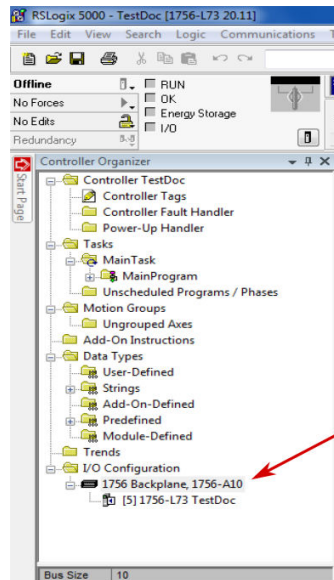 RSLogix 5000 - TestDoc [1756-L73 20.11]
File Edit View Search Logic Communications
Offline
RUN
No Forces
OK
Energy Storage
No Edits
I/O
Redundancy
Start Page
Controller Organizer
Controller TestDoc
Controller Tags
Controller Fault Handler
Power-Up Handler
Tasks
MainTask
MainProgram
Unscheduled Programs / Phases
Motion Groups
Ungrouped Axes
Add-On Instructions
Data Types
User-Defined
Strings
Add-On-Defined
Predefined
Module-Defined
Trends
I/O Configuration
1756 Backplane, 1756-A10
[5] 1756-L73 TestDoc
Bus Size 10